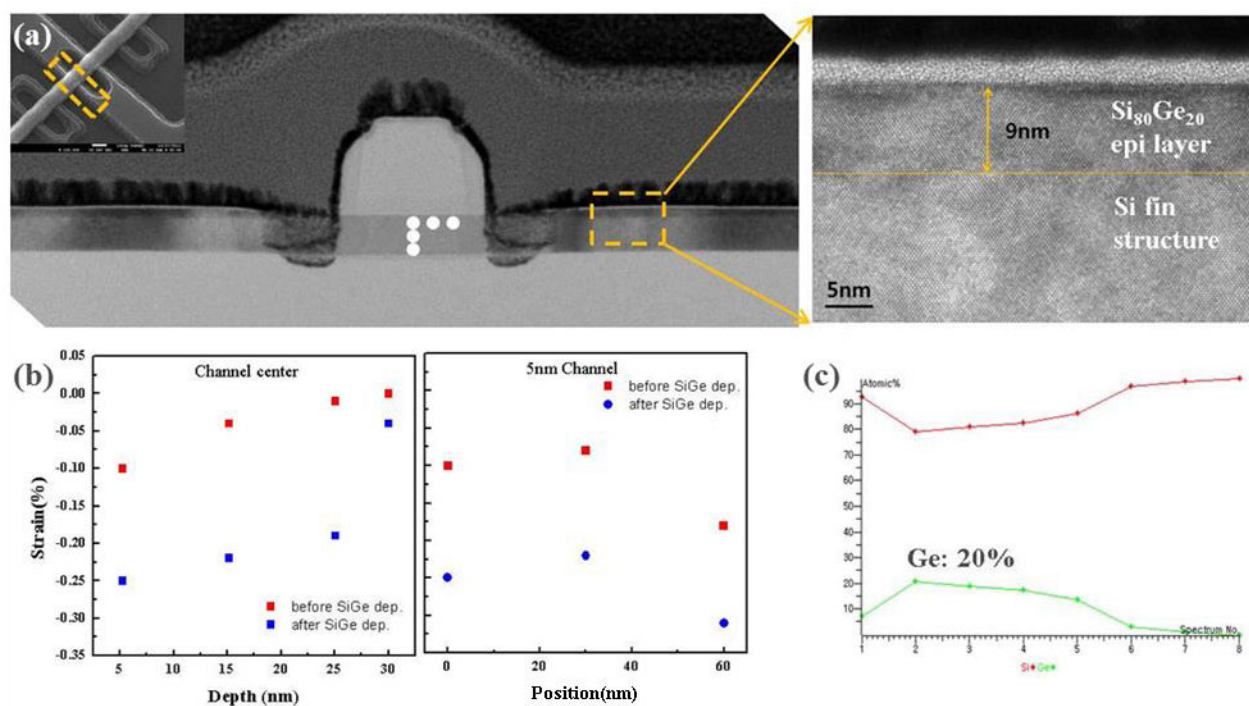 (a)
9nm
Si₈₀Ge₂₀
epi layer
Si fin
structure
5nm
(b)
Channel center
before SiGe dep.
after SiGe dep.
0.05
0.00
-0.05
-0.10
-0.15
-0.20
-0.25
-0.30
-0.35
Strain(%)
5
10
15
20
25
30
Depth (nm)
5nm Channel
before SiGe dep.
after SiGe dep.
0
20
40
60
Position(nm)
(c)
Atomic%
90
80
70
60
50
40
30
20
10
Ge: 20%
Spectrum No.
1
2
3
4
5
6
7
8
Si Ge